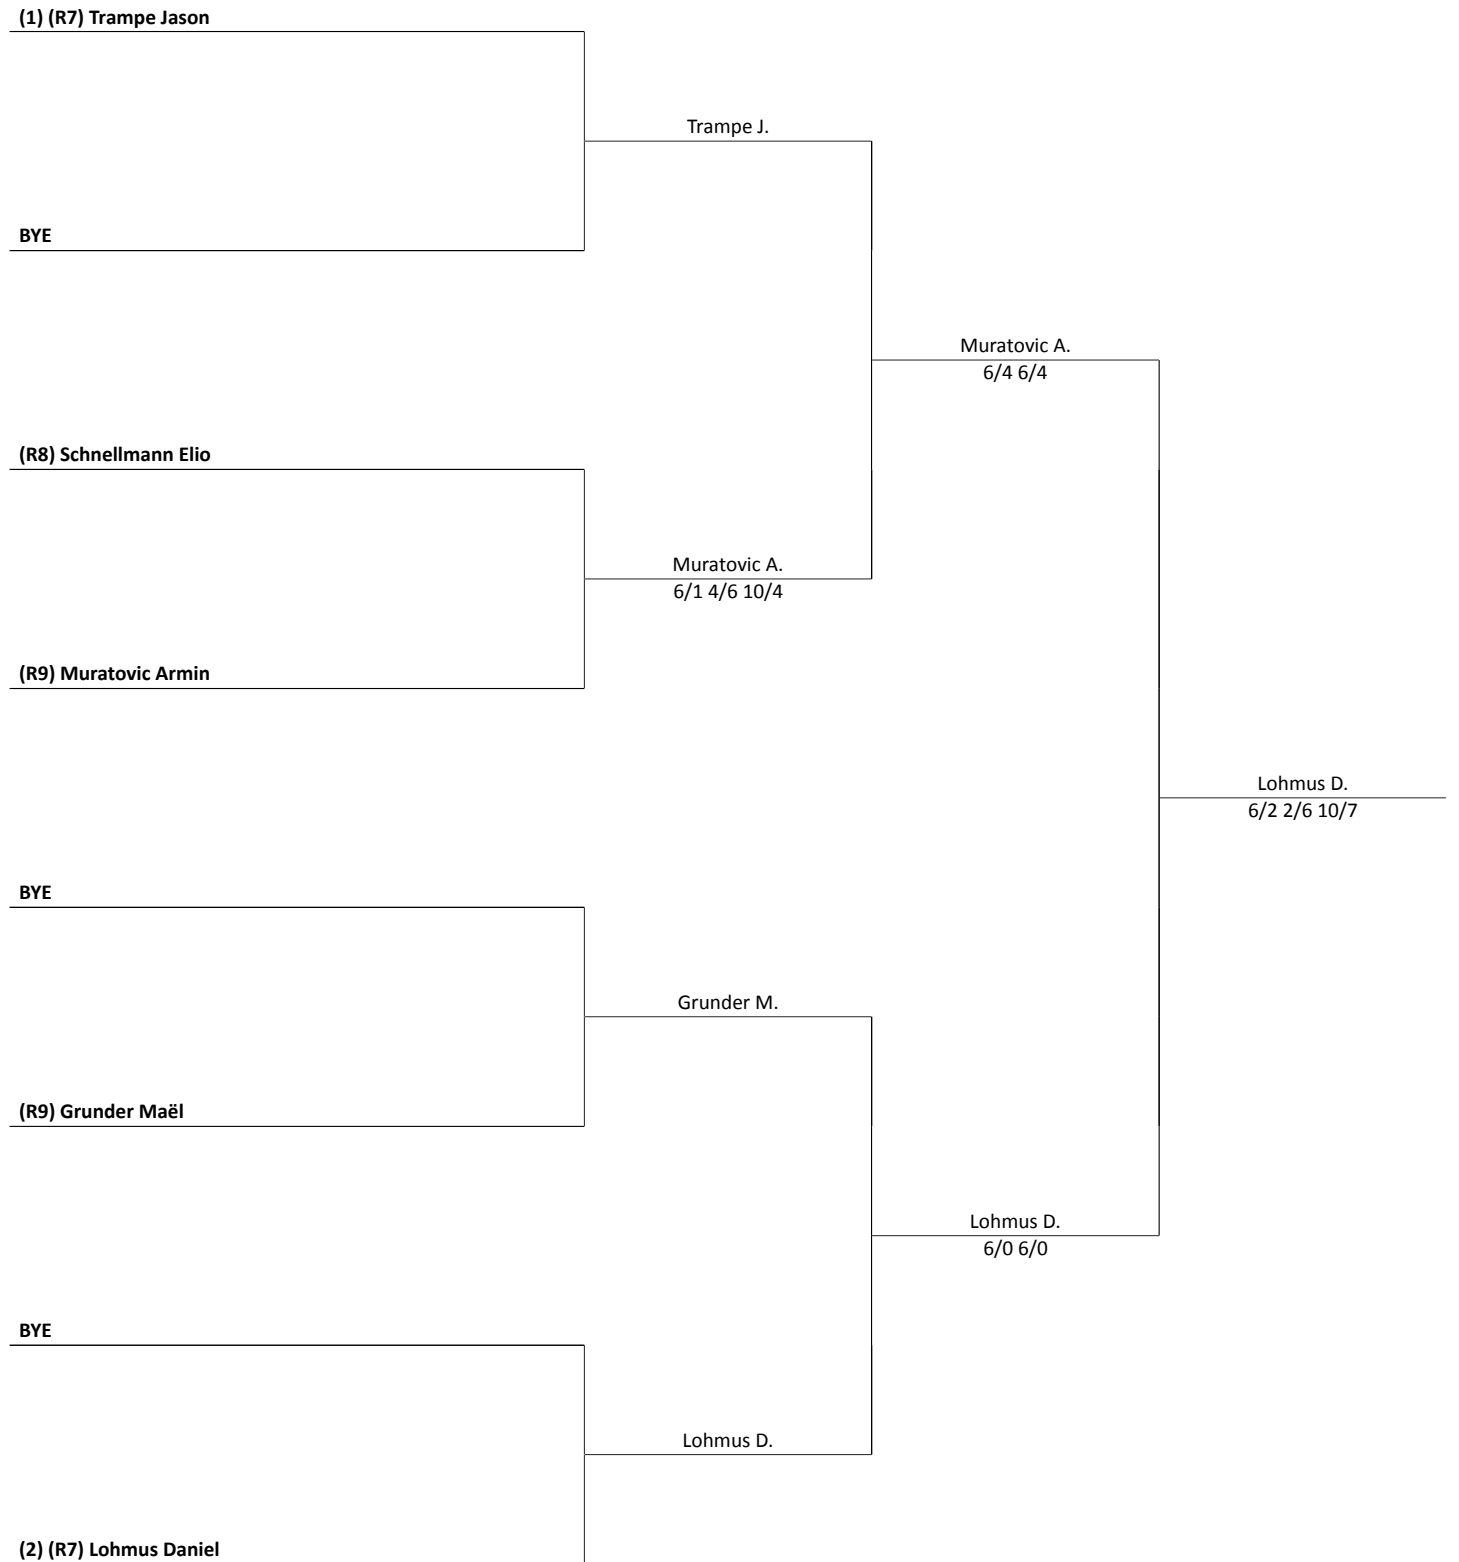 (1) (R7) Trampe Jason
Trampe J.
BYE
Muratovic A.
6/4 6/4
(R8) Schnellmann Elio
Muratovic A.
6/1 4/6 10/4
(R9) Muratovic Armin
Lohmus D.
6/2 2/6 10/7
BYE
Grunder M.
(R9) Grunder Maël
Lohmus D.
6/0 6/0
BYE
Lohmus D.
(2) (R7) Lohmus Daniel